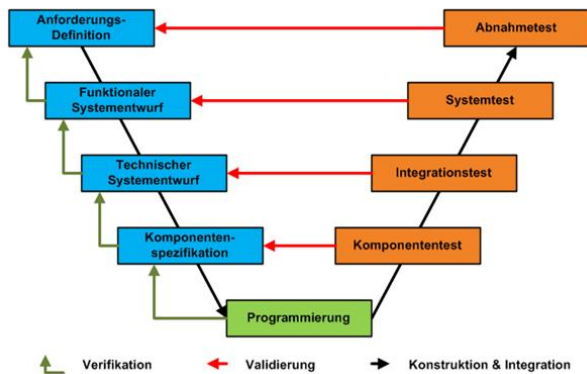 Anforderungs-
Definition
Abnahmetest
Funktionaler
Systementwurf
Systemtest
Technischer
Systementwurf
Integrationstest
Komponenten-
spezifikation
Komponententest
Programmierung
Verifikation
Validierung
Konstruktion & Integration